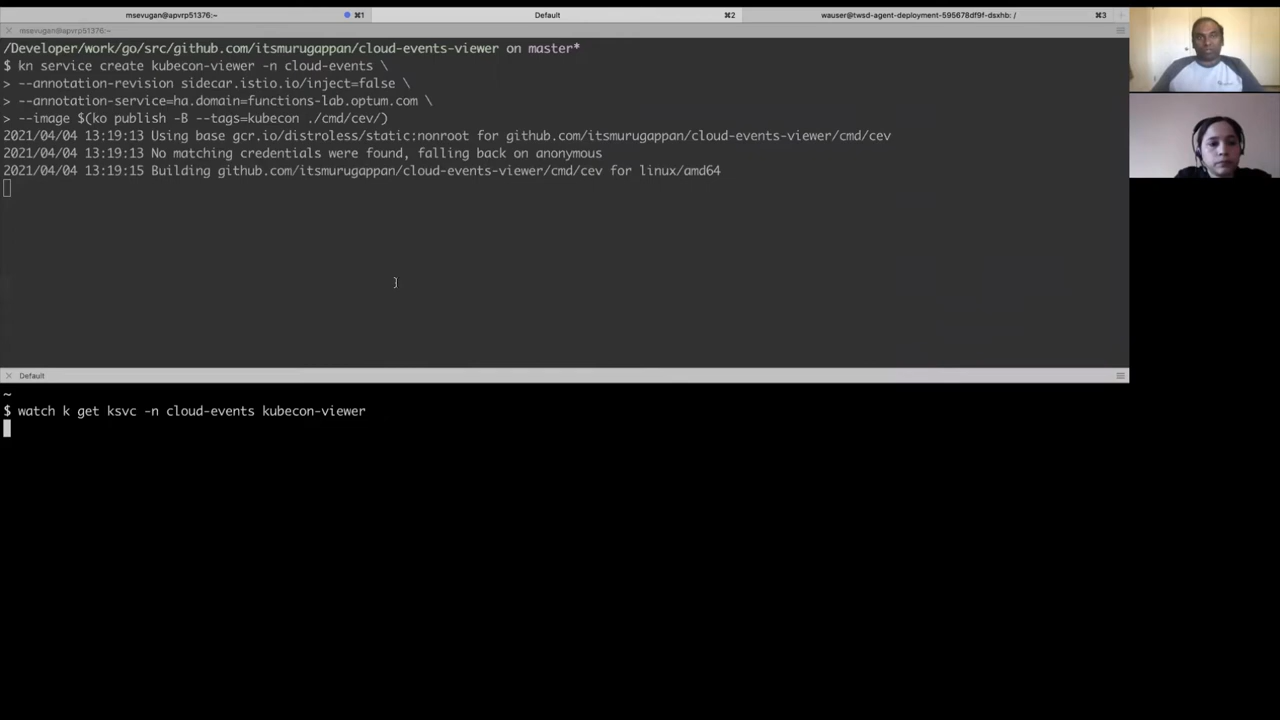 msevugan@apvrp51376:~ ⌘1 Default ⌘2 wauser@twsd-agent-deployment-595678df9f-dsxhb: / ⌘3
msevugan@apvrp51376:~
/Developer/work/go/src/github.com/itsmurugappan/cloud-events-viewer on master*
$ kn service create kubecon-viewer -n cloud-events \
> --annotation-revision sidecar.istio.io/inject=false \
> --annotation-service=ha.domain=functions-lab.optum.com \
> --image $(ko publish -B --tags=kubecon ./cmd/cev/)
2021/04/04 13:19:13 Using base gcr.io/distroless/static:nonroot for github.com/itsmurugappan/cloud-events-viewer/cmd/cev
2021/04/04 13:19:13 No matching credentials were found, falling back on anonymous
2021/04/04 13:19:15 Building github.com/itsmurugappan/cloud-events-viewer/cmd/cev for linux/amd64
Default
~
$ watch k get ksvc -n cloud-events kubecon-viewer